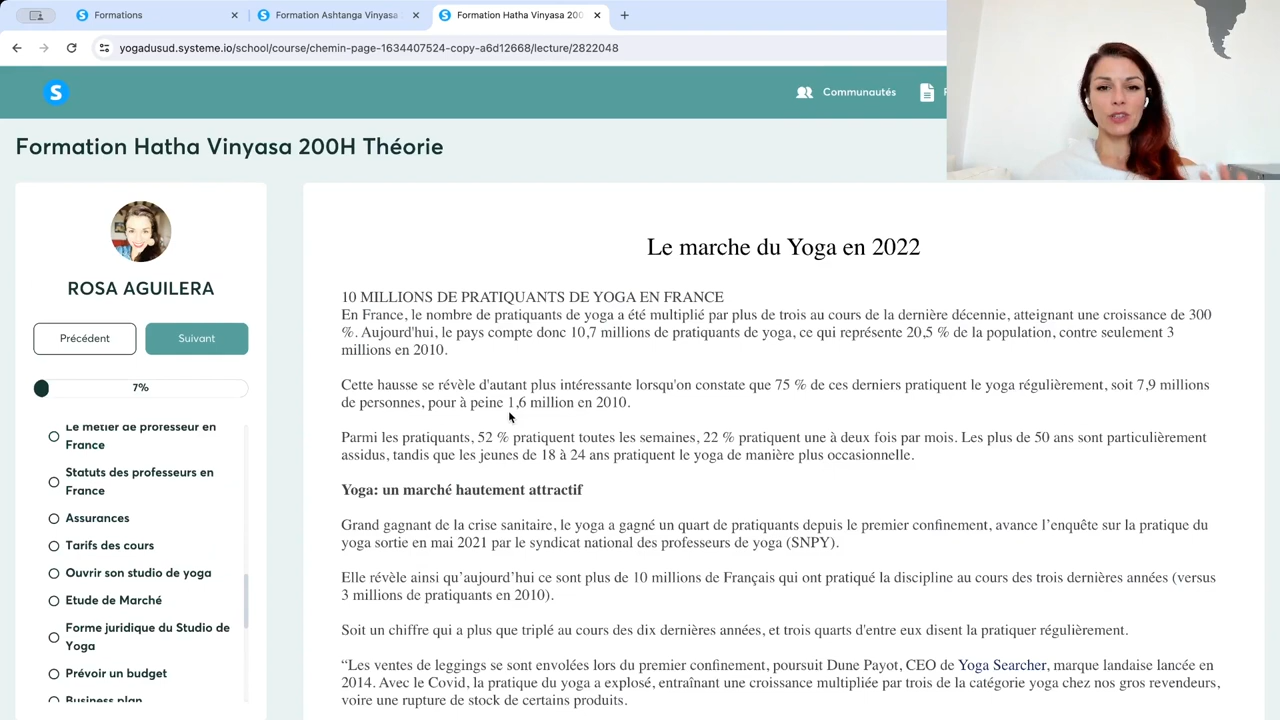 Formations
Formation Ashtanga Vinyasa
Formation Hatha Vinyasa 200
yogadusud.systeme.io/school/course/chemin-page-1634407524-copy-a6d12668/lecture/2822048
S
Communautés
Formation Hatha Vinyasa 200H Théorie
ROSA AGUILERA
Précédent
Suivant
7%
Le métier de professeur en
France
Statuts des professeurs en
France
Assurances
Tarifs des cours
Ouvrir son studio de yoga
Etude de Marché
Forme juridique du Studio de
Yoga
Prévoir un budget
Business plan
Le marche du Yoga en 2022
10 MILLIONS DE PRATIQUANTS DE YOGA EN FRANCE
En France, le nombre de pratiquants de yoga a été multiplié par plus de trois au cours de la dernière décennie, atteignant une croissance de 300
%. Aujourd'hui, le pays compte donc 10,7 millions de pratiquants de yoga, ce qui représente 20,5 % de la population, contre seulement 3
millions en 2010.
Cette hausse se révèle d'autant plus intéressante lorsqu'on constate que 75 % de ces derniers pratiquent le yoga régulièrement, soit 7,9 millions
de personnes, pour à peine 1,6 million en 2010.
Parmi les pratiquants, 52 % pratiquent toutes les semaines, 22 % pratiquent une à deux fois par mois. Les plus de 50 ans sont particulièrement
assidus, tandis que les jeunes de 18 à 24 ans pratiquent le yoga de manière plus occasionnelle.
Yoga: un marché hautement attractif
Grand gagnant de la crise sanitaire, le yoga a gagné un quart de pratiquants depuis le premier confinement, avance l’enquête sur la pratique du
yoga sortie en mai 2021 par le syndicat national des professeurs de yoga (SNPY).
Elle révèle ainsi qu’aujourd’hui ce sont plus de 10 millions de Français qui ont pratiqué la discipline au cours des trois dernières années (versus
3 millions de pratiquants en 2010).
Soit un chiffre qui a plus que triplé au cours des dix dernières années, et trois quarts d'entre eux disent la pratiquer régulièrement.
“Les ventes de leggings se sont envolées lors du premier confinement, poursuit Dune Payot, CEO de Yoga Searcher, marque landaise lancée en
2014. Avec le Covid, la pratique du yoga a explosé, entraînant une croissance multipliée par trois de la catégorie yoga chez nos gros revendeurs,
voire une rupture de stock de certains produits.